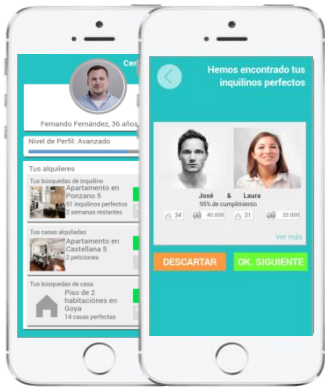 Fernando Fernández, 36 años,
Nivel de Perfil: Avanzado
Tus alquileres
Tus búsquedas de inquilino
Apartamento en
Ponzano 5
51 inquilinos perfectos
2 semanas restantes
Tus casas alquiladas
Apartamento en
Castellana 5
2 peticiones
Tus búsquedas de casa
Piso de 2
habitaciónes en
Goya
14 casas perfectas
Hemos encontrado tus
inquilinos perfectos
José & Laura
95% de cumplimiento
34 40.000 31 33.000
Ver más
DESCARTAR OK. SIGUIENTE